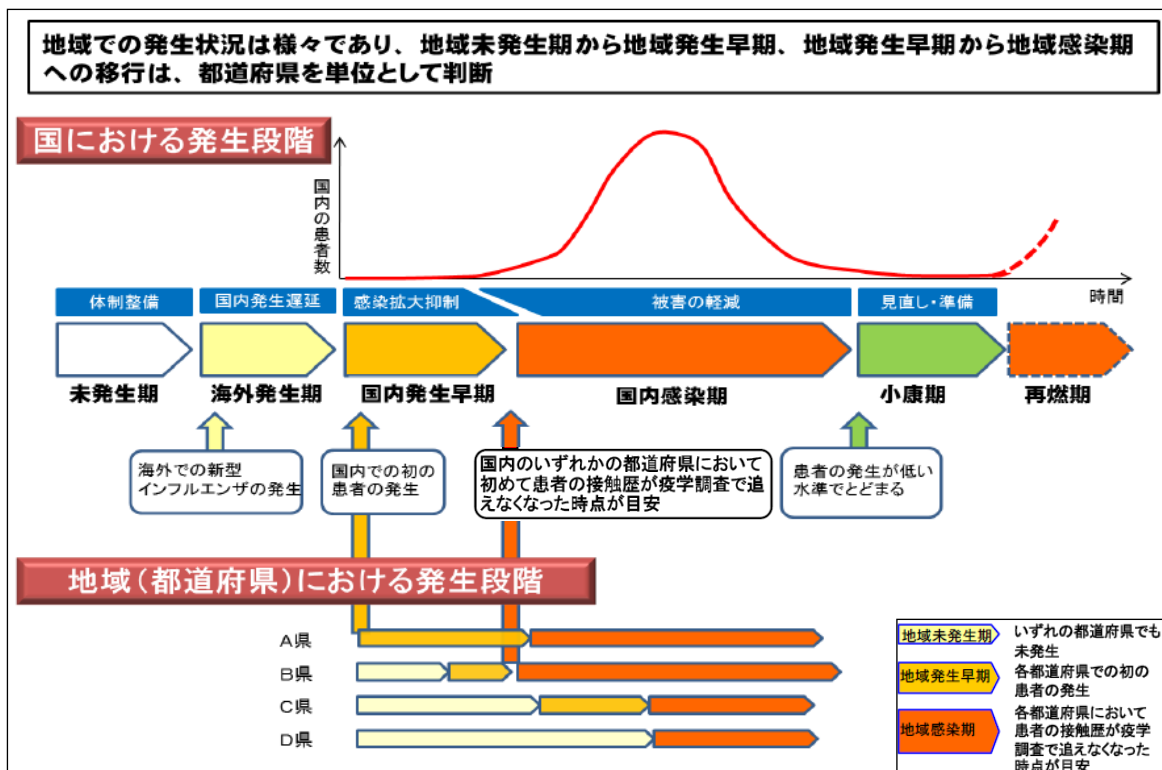 地域での発生状況は様々であり、地域未発生期から地域発生早期、地域発生早期から地域感染期
への移行は、都道府県を単位として判断
国における発生段階
国内の患者数
時間
体制整備
国内発生遅延
感染拡大抑制
被害の軽減
見直し・準備
未発生期
海外発生期
国内発生早期
国内感染期
小康期
再燃期
海外での新型
インフルエンザの発生
国内での初の
患者の発生
国内のいずれかの都道府県において
初めて患者の接触歴が疫学調査で追
えなくなった時点が目安
患者の発生が低い
水準でとどまる
地域(都道府県)における発生段階
A県
B県
C県
D県
地域未発生期
いずれの都道府県でも
未発生
地域発生早期
各都道府県での初の
患者の発生
地域感染期
各都道府県において
患者の接触歴が疫学
調査で追えなくなった
時点が目安